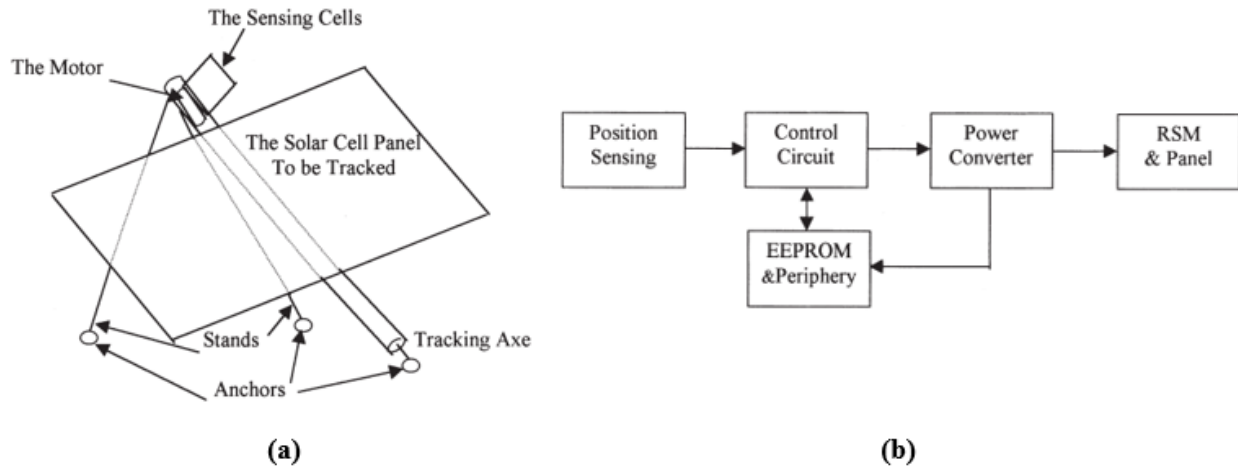 The Sensing Cells
The Motor
The Solar Cell Panel
To be Tracked
Stands
Tracking Axe
Anchors
(a)
Position
Sensing
Control
Circuit
Power
Converter
RSM
& Panel
EEPROM
&Periphery
(b)